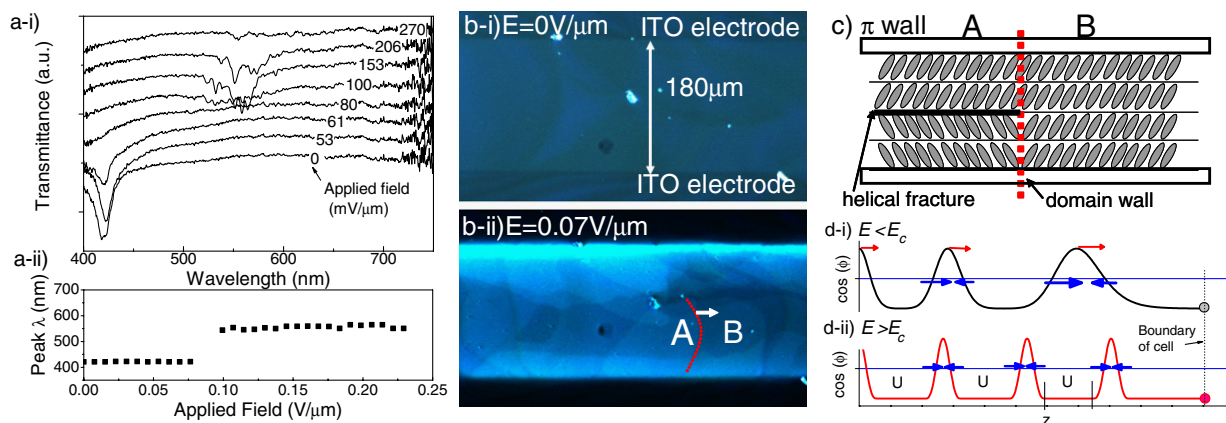 a-i)
Transmittance (a.u.)
270
206
153
100
80
61
53
0
Applied field
(mV/μm)
400 500 600 700
Wavelength (nm)
a-ii)
Peak λ (nm)
700
600
500
400
0.00 0.05 0.10 0.15 0.20 0.25
Applied Field (V/μm)
b-i)E=0V/μm
ITO electrode
180μm
ITO electrode
b-ii)E=0.07V/μm
A B
c) π wall
A B
helical fracture
domain wall
d-i) E<Ec
cos (ϕ)
d-ii) E>Ec
Boundary
of cell
cos (ϕ)
U U U
z